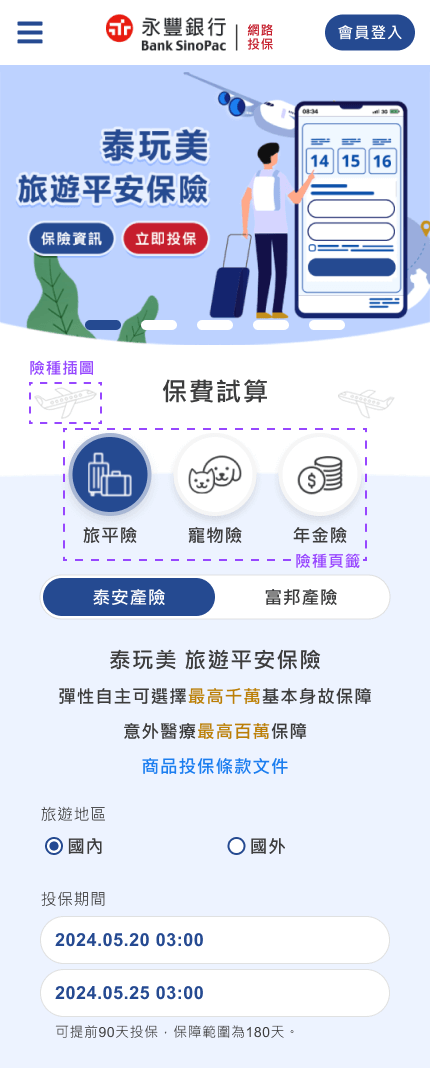 永豐銀行
Bank SinoPac
網路
投保
會員登入
泰玩美
旅遊平安保險
保險資訊
立即投保
08:34
3G
14 15 16
險種插圖
保費試算
旅平險
寵物險
年金險
險種頁籤
泰安產險
富邦產險
泰玩美 旅遊平安保險
彈性自主可選擇最高千萬基本身故保障
意外醫療最高百萬保障
商品投保條款文件
旅遊地區
國內
國外
投保期間
2024.05.20 03:00
2024.05.25 03:00
可提前90天投保，保障範圍為180天。